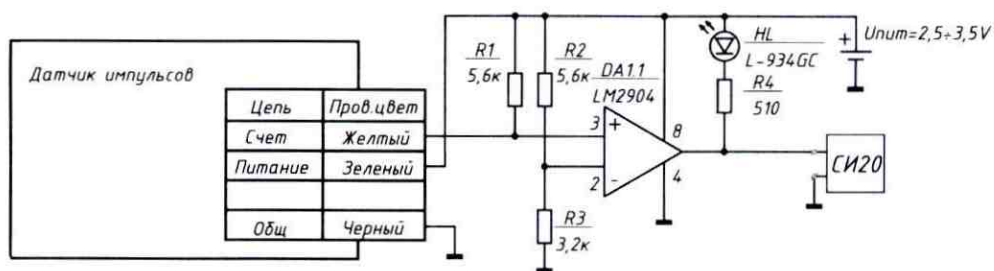 Датчик импульсов
Цепь Пров.цвет
Счет Желтый
Питание Зеленый
Общ Черный
R1
5,6к
R2
5,6к
R3
3,2к
DA1.1
LM2904
3
+
2
-
8
4
HL
L-934GC
R4
510
+
Uпит=2,5÷3,5V
СИ20